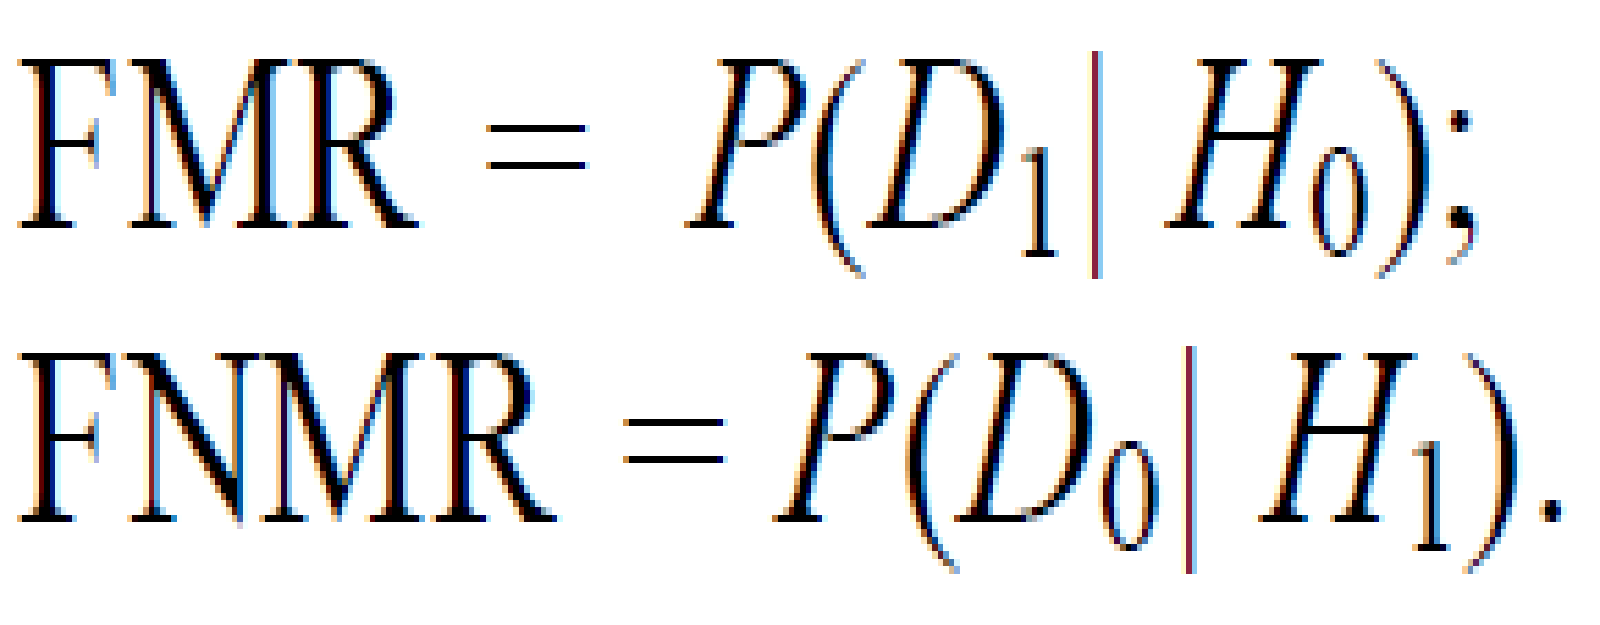 FMR = P(D₁| H₀);
FNMR = P(D₀| H₁).